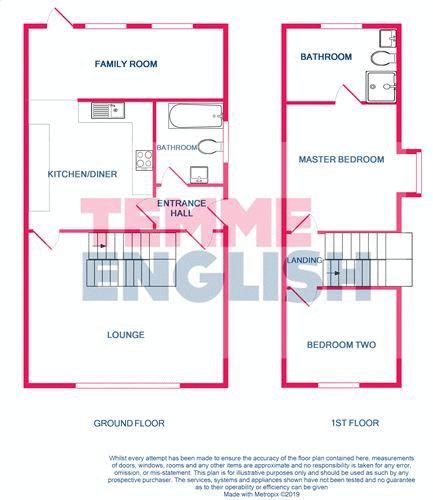 BATHROOM
FAMILY ROOM
BATHROOM
MASTER BEDROOM
KITCHEN/DINER
ENTRANCE
HALL
TEMME
ENGLISH
LANDING
LOUNGE
BEDROOM TWO
GROUND FLOOR
1ST FLOOR
Whilst every attempt has been made to ensure the accuracy of the floor plan contained here, measurements
of doors, windows, rooms and any other items are approximate and no responsibility is taken for any error,
omission, or mis-statement. This plan is for illustrative purposes only and should be used as such by any
prospective purchaser. The services, systems and appliances shown have not been tested and no guarantee
as to their operability or efficiency can be given
Made with Metropix ©2019